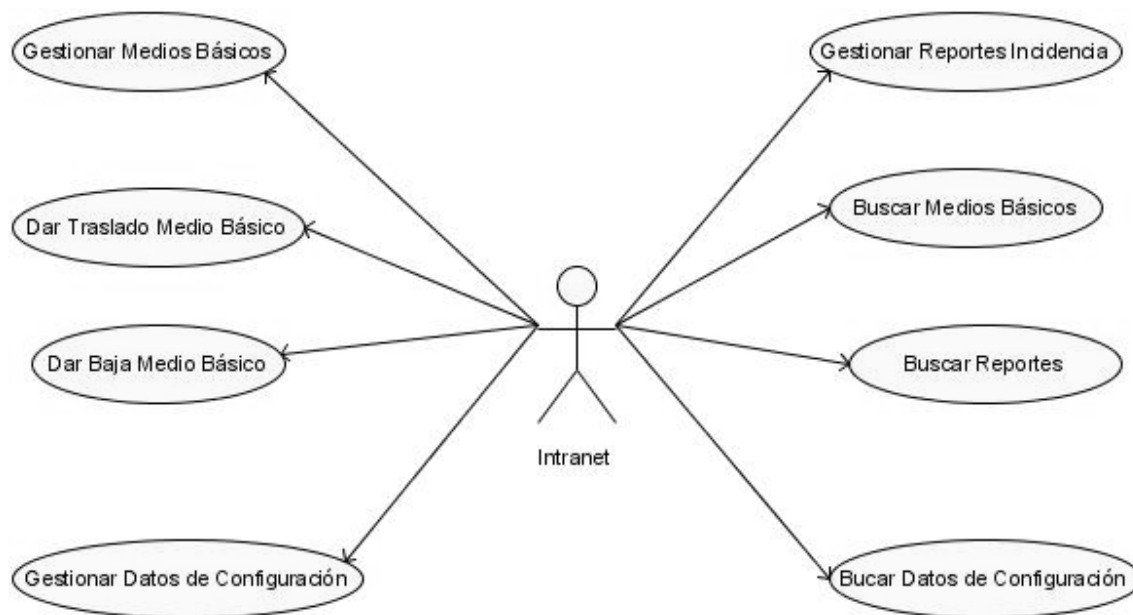 Gestionar Medios Básicos
Gestionar Reportes Incidencia
Dar Traslado Medio Básico
Buscar Medios Básicos
Dar Baja Medio Básico
Buscar Reportes
Intranet
Gestionar Datos de Configuración
Bucar Datos de Configuración